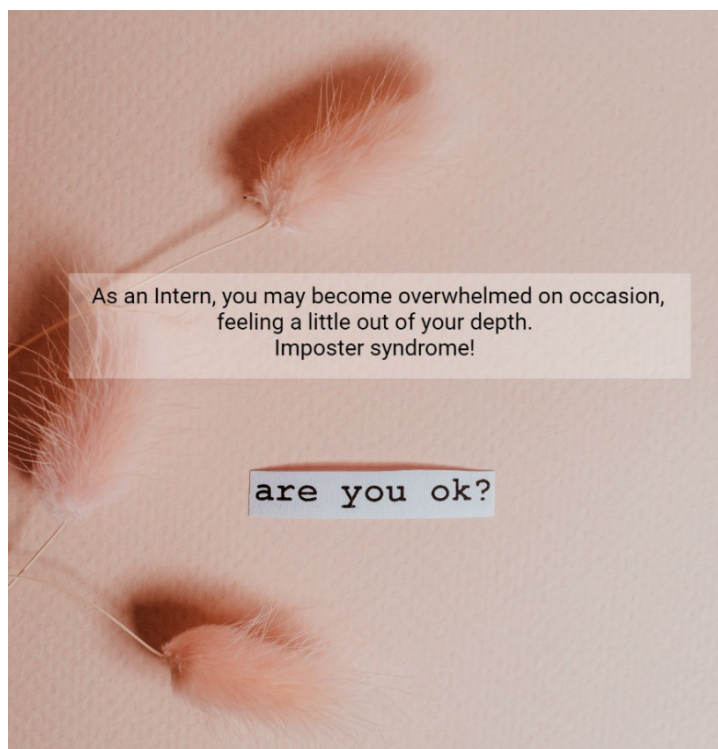 As an Intern, you may become overwhelmed on occasion,
feeling a little out of your depth.
Imposter syndrome!
are you ok?